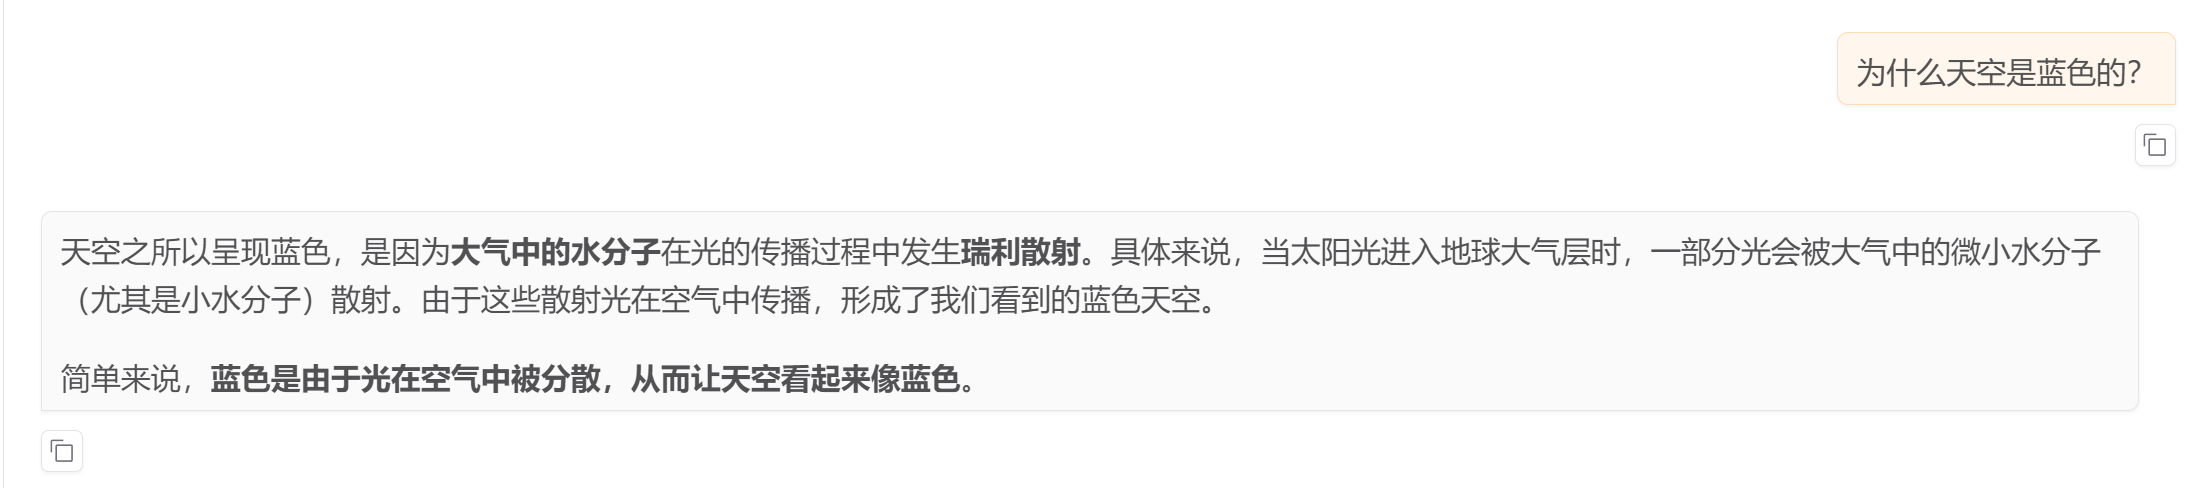 为什么天空是蓝色的？
天空之所以呈现蓝色，是因为大气中的水分子在光的传播过程中发生瑞利散射。具体来说，当太阳光进入地球大气层时，一部分光会被大气中的微小水分子
（尤其是小水分子）散射。由于这些散射光在空气中传播，形成了我们看到的蓝色天空。
简单来说，蓝色是由于光在空气中被分散，从而让天空看起来像蓝色。